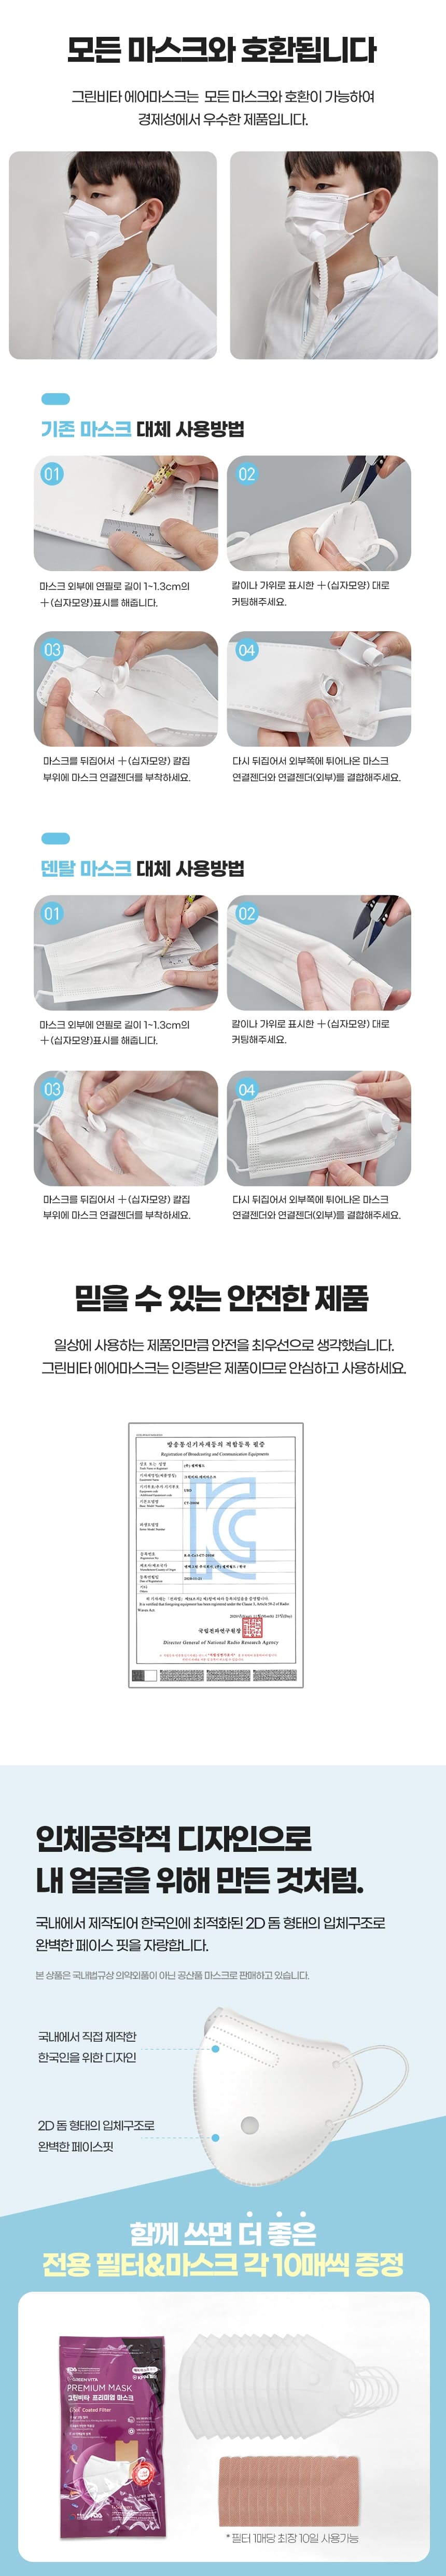 모든 마스크와 호환됩니다
그린비타 에어마스크는 모든 마스크와 호환이 가능하여
경제성에서 우수한 제품입니다.
기존 마스크 대체 사용방법
01
02
마스크 외부에 연필로 길이 1~1.3cm의
十(십자모양)표시를 해줍니다.
칼이나 가위로 표시한 十(십자모양) 대로
커팅해주세요.
03
04
마스크를 뒤집어서 十(십자모양) 칼집
부위에 마스크 연결젠더를 부착하세요.
다시 뒤집어서 외부쪽에 튀어나온 마스크
연결젠더와 연결젠더(외부)를 결합해주세요.
덴탈 마스크 대체 사용방법
01
02
마스크 외부에 연필로 길이 1~1.3cm의
十(십자모양)표시를 해줍니다.
칼이나 가위로 표시한 十(십자모양) 대로
커팅해주세요.
03
04
마스크를 뒤집어서 十(십자모양) 칼집
부위에 마스크 연결젠더를 부착하세요.
다시 뒤집어서 외부쪽에 튀어나온 마스크
연결젠더와 연결젠더(외부)를 결합해주세요.
믿을 수 있는 안전한 제품
일상에 사용하는 제품인만큼 안전을 최우선으로 생각했습니다.
그린비타 에어마스크는 인증받은 제품이므로 안심하고 사용하세요.
방송통신기자재등의 적합등록 필증
Registration of Broadcasting and Communication Equipments
국립전파연구원장
Director General of National Radio Research Agency
인체공학적 디자인으로
내 얼굴을 위해 만든 것처럼.
국내에서 제작되어 한국인에 최적화된 2D 돔 형태의 입체구조로
완벽한 페이스 핏을 자랑합니다.
본 상품은 국내법규상 의약외품이 아닌 공산품 마스크로 판매하고 있습니다.
국내에서 직접 제작한
한국인을 위한 디자인
2D 돔 형태의 입체구조로
완벽한 페이스핏
함께 쓰면 더 좋은
전용 필터&마스크 각 10매씩 증정
GREEN VITA
PREMIUM MASK
그린비타 프리미엄 마스크
Coated Filter
* 필터 1매당 최장 10일 사용가능